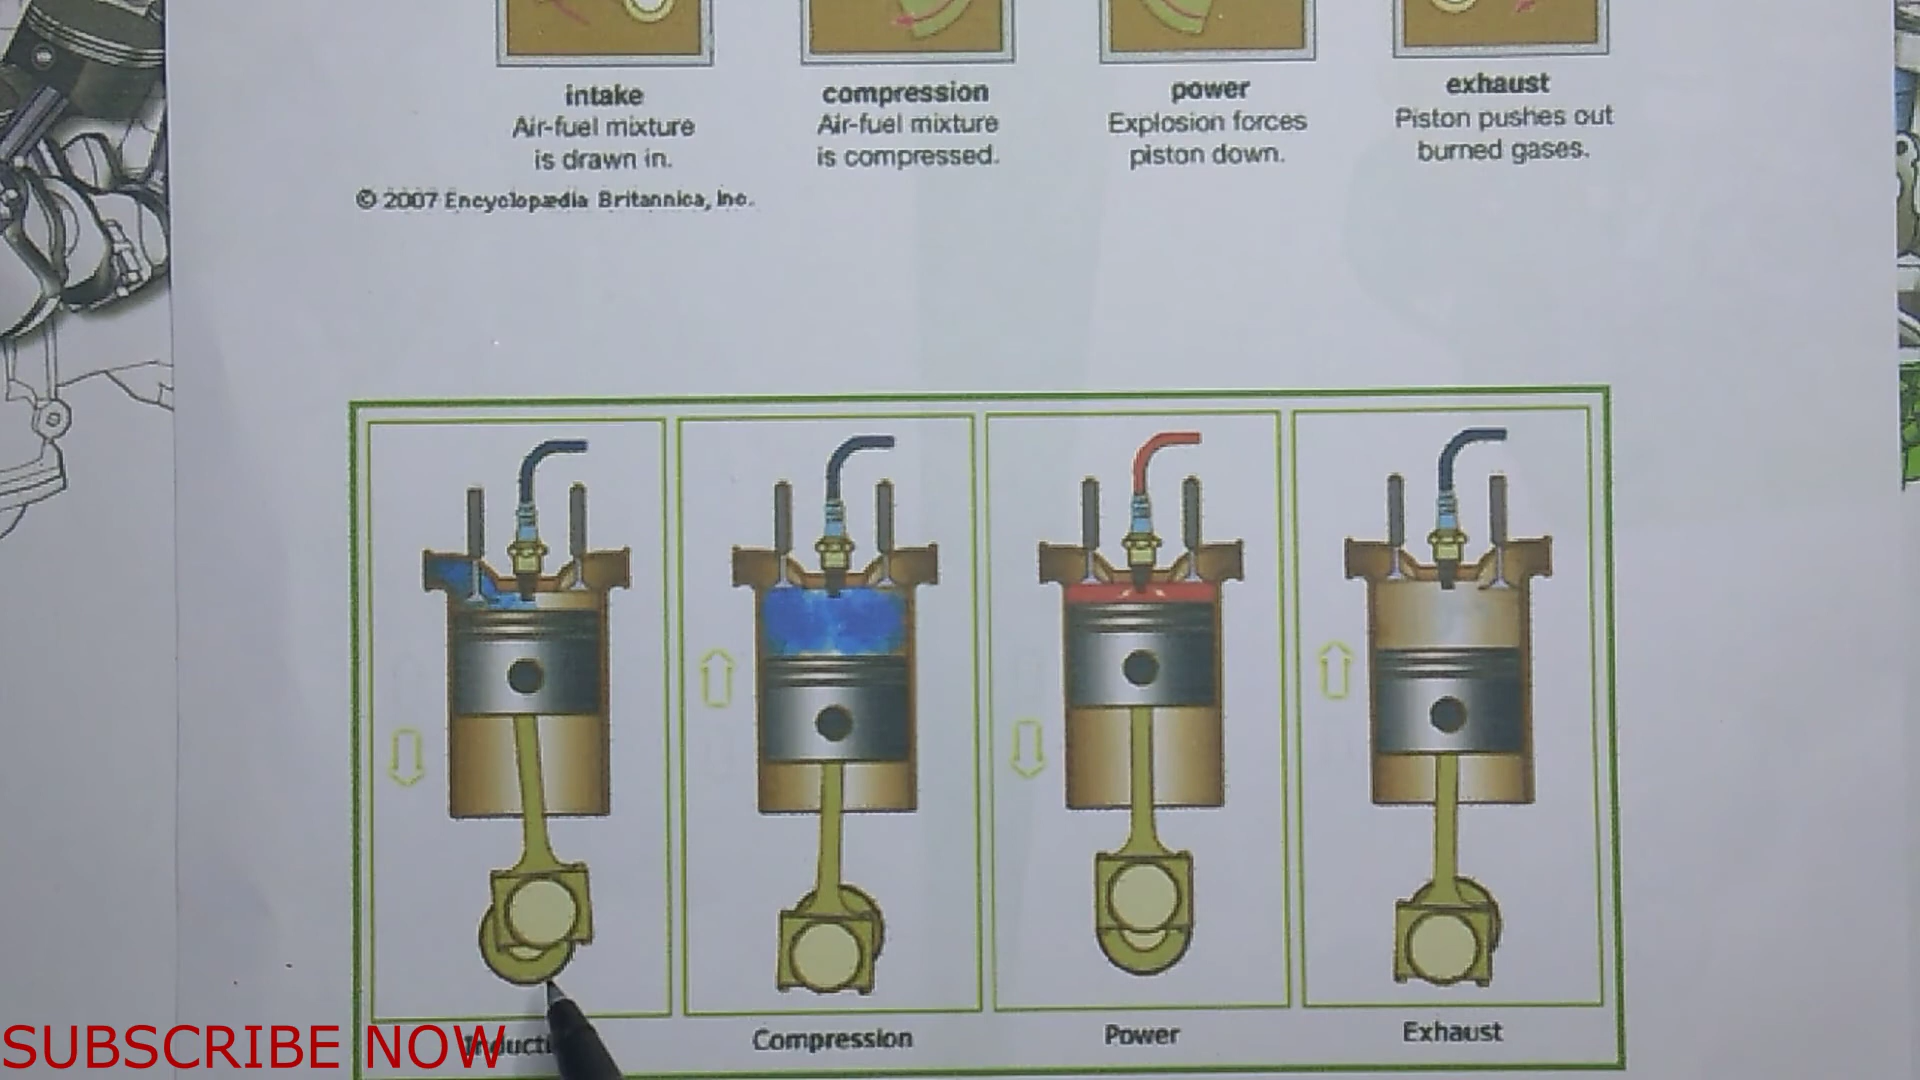 intake
Air-fuel mixture
is drawn in.
compression
Air-fuel mixture
is compressed.
power
Explosion forces
piston down.
exhaust
Piston pushes out
burned gases.
© 2007 Encyclopædia Britannica, Inc.
Compression
Power
Exhaust
SUBSCRIBE NOW